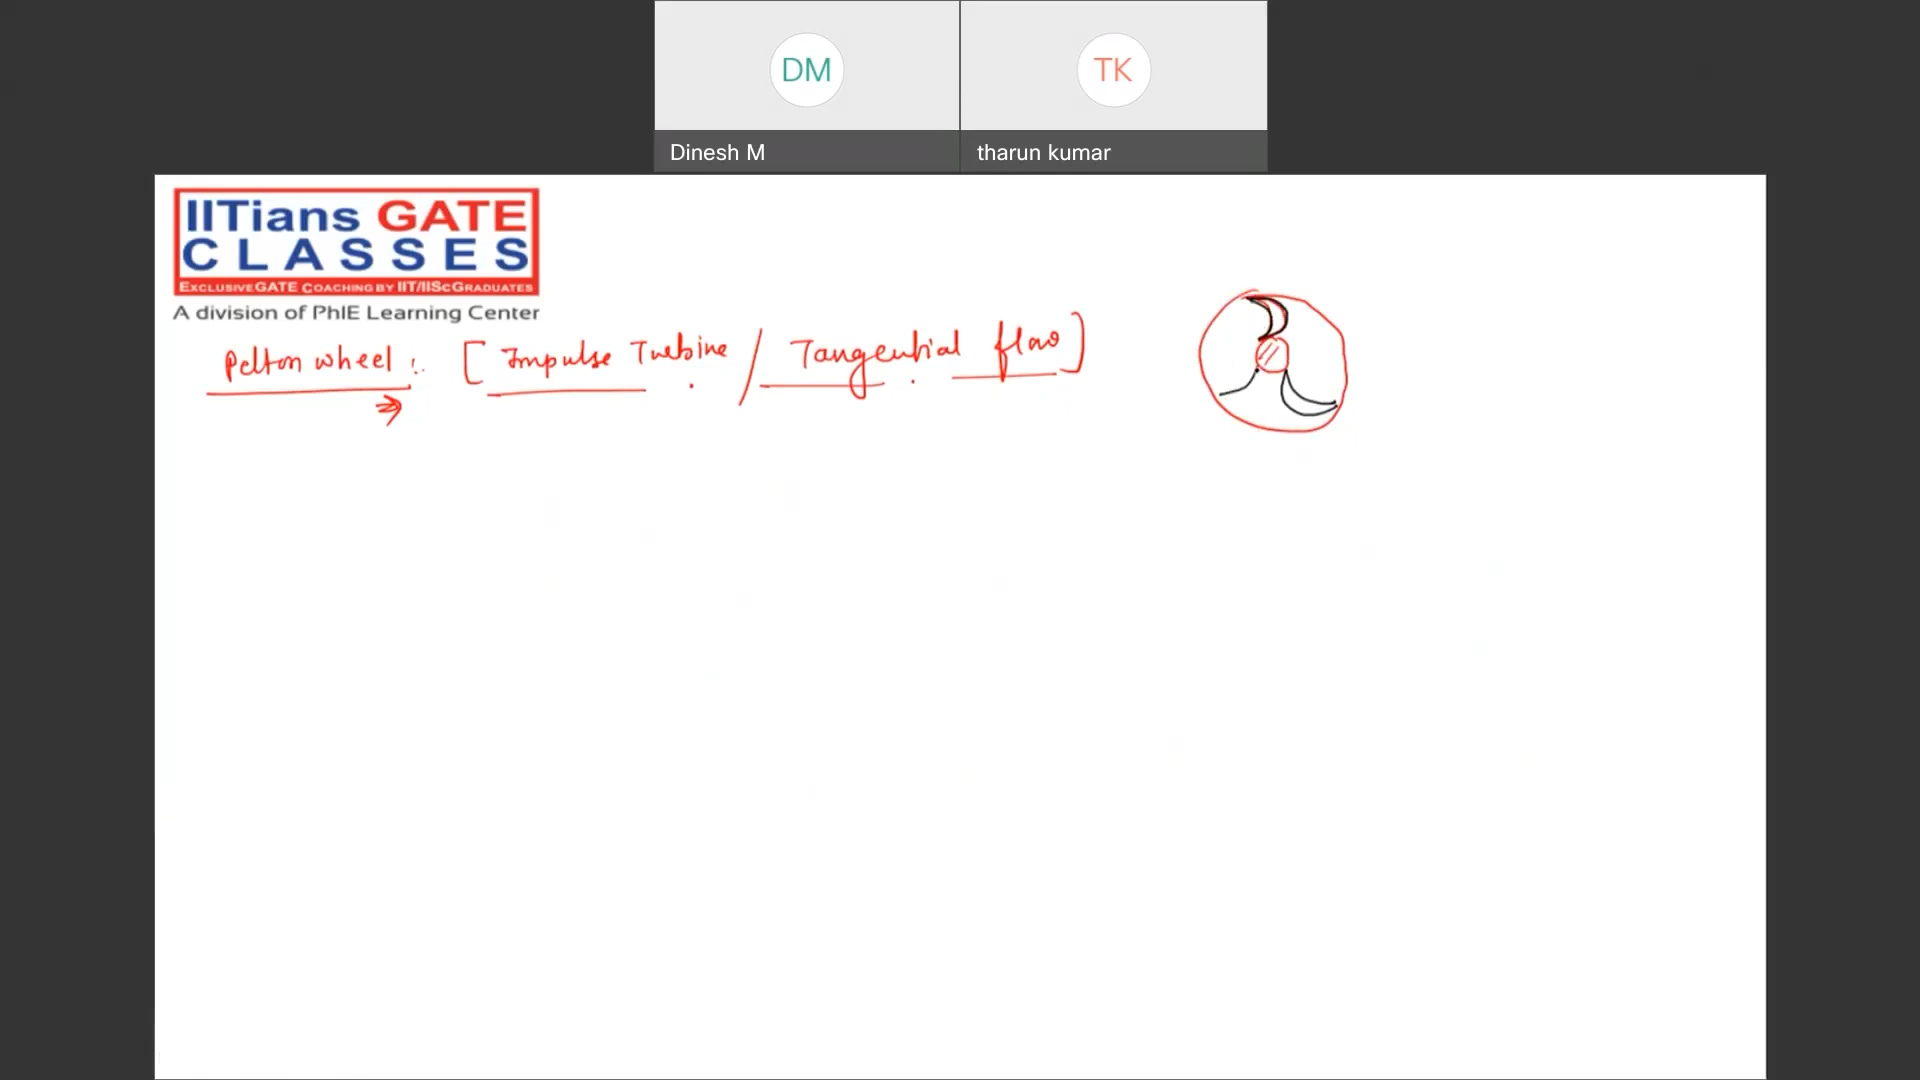 DM
TK
Dinesh M
tharun kumar
IITians GATE
CLASSES
EXCLUSIVE GATE COACHING BY IIT/IISc GRADUATES
A division of PhIE Learning Center
Pelton wheel : [ Impulse Turbine / Tangential flow ]